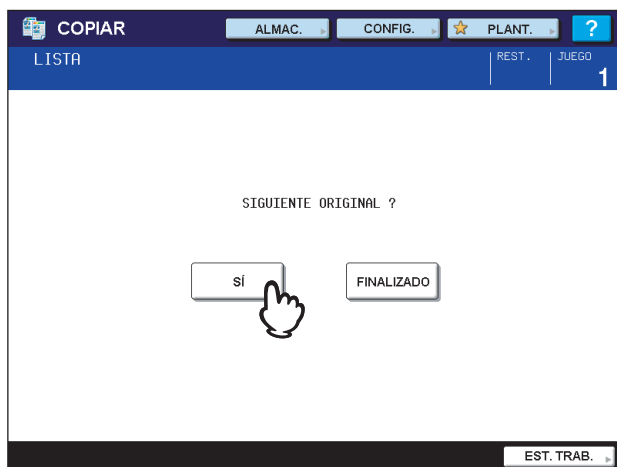 COPIAR ALMAC. CONFIG. PLANT. ?
LISTA REST. JUEGO
1
SIGUIENTE ORIGINAL ?
SÍ FINALIZADO
EST. TRAB.